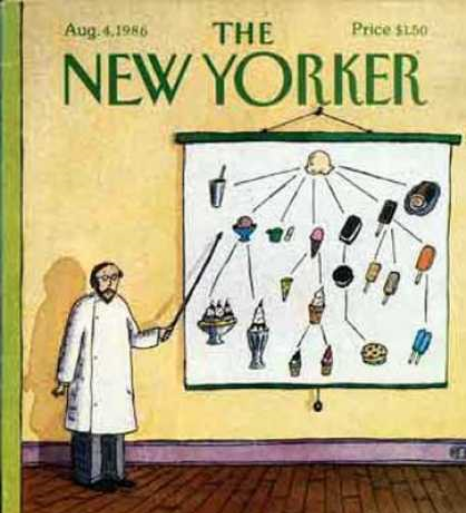 Aug. 4, 1986
THE
Price $1.50
NEW YORKER